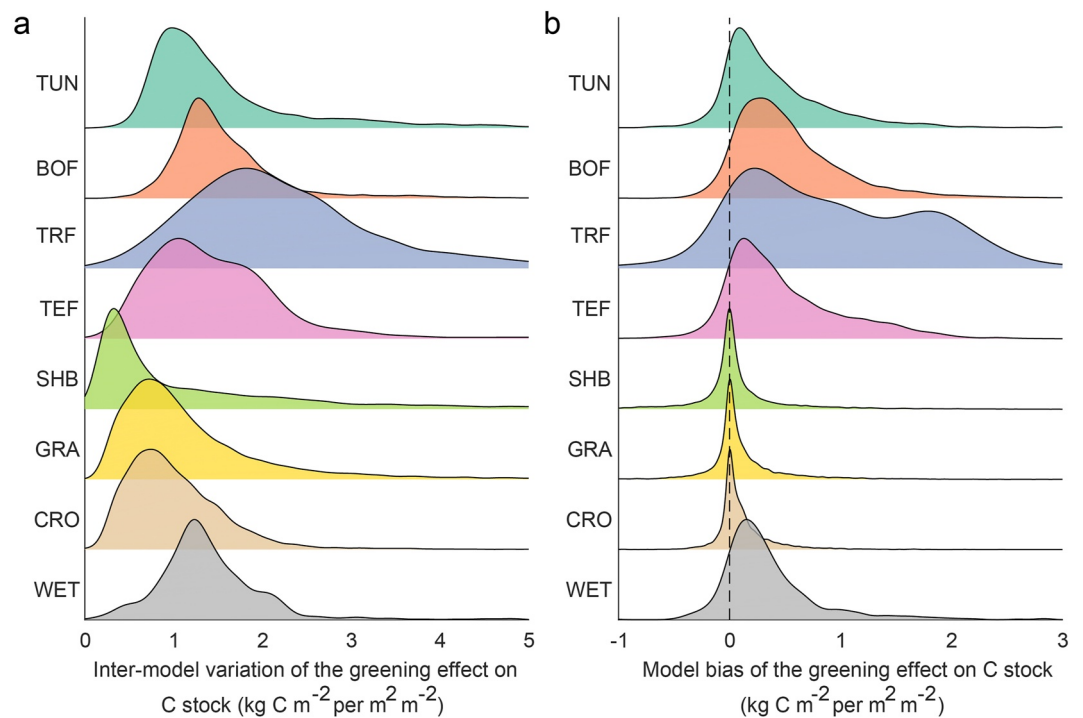 a
TUN
BOF
TRF
TEF
SHB
GRA
CRO
WET
0 1 2 3 4 5
Inter-model variation of the greening effect on
C stock (kg C m⁻² per m² m⁻²)
b
TUN
BOF
TRF
TEF
SHB
GRA
CRO
WET
-1 0 1 2 3
Model bias of the greening effect on C stock
(kg C m⁻² per m² m⁻²)